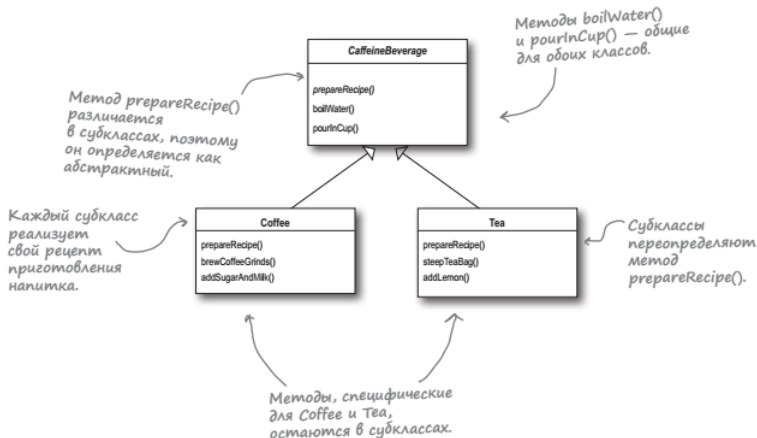 Методы boilWater()
и pourInCup() — общие
для обоих классов.
CaffeineBeverage
prepareRecipe()
boilWater()
pourInCup()
Метод prepareRecipe()
различается
в субклассах, поэтому
он определяется как
абстрактный.
Каждый субкласс
реализует
свой рецепт
приготовления
напитка.
Coffee
prepareRecipe()
brewCoffeeGrinds()
addSugarAndMilk()
Tea
prepareRecipe()
steepTeaBag()
addLemon()
Субклассы
переопределяют
метод
prepareRecipe().
Методы, специфические
для Coffee и Tea,
остаются в субклассах.